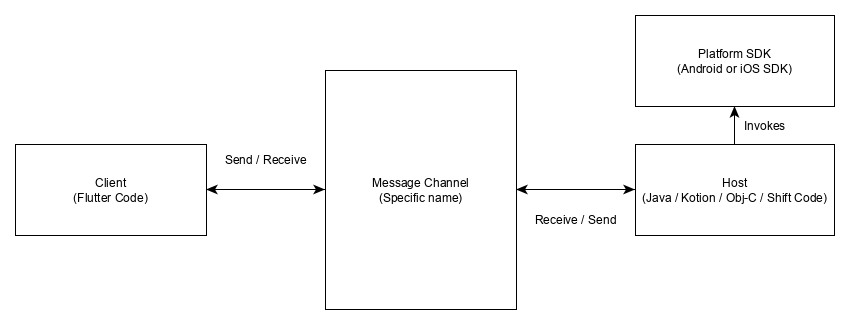 Platform SDK
(Android or iOS SDK)
Invokes
Send / Receive
Client
(Flutter Code)
Message Channel
(Specific name)
Host
(Java / Kotion / Obj-C / Shift Code)
Receive / Send